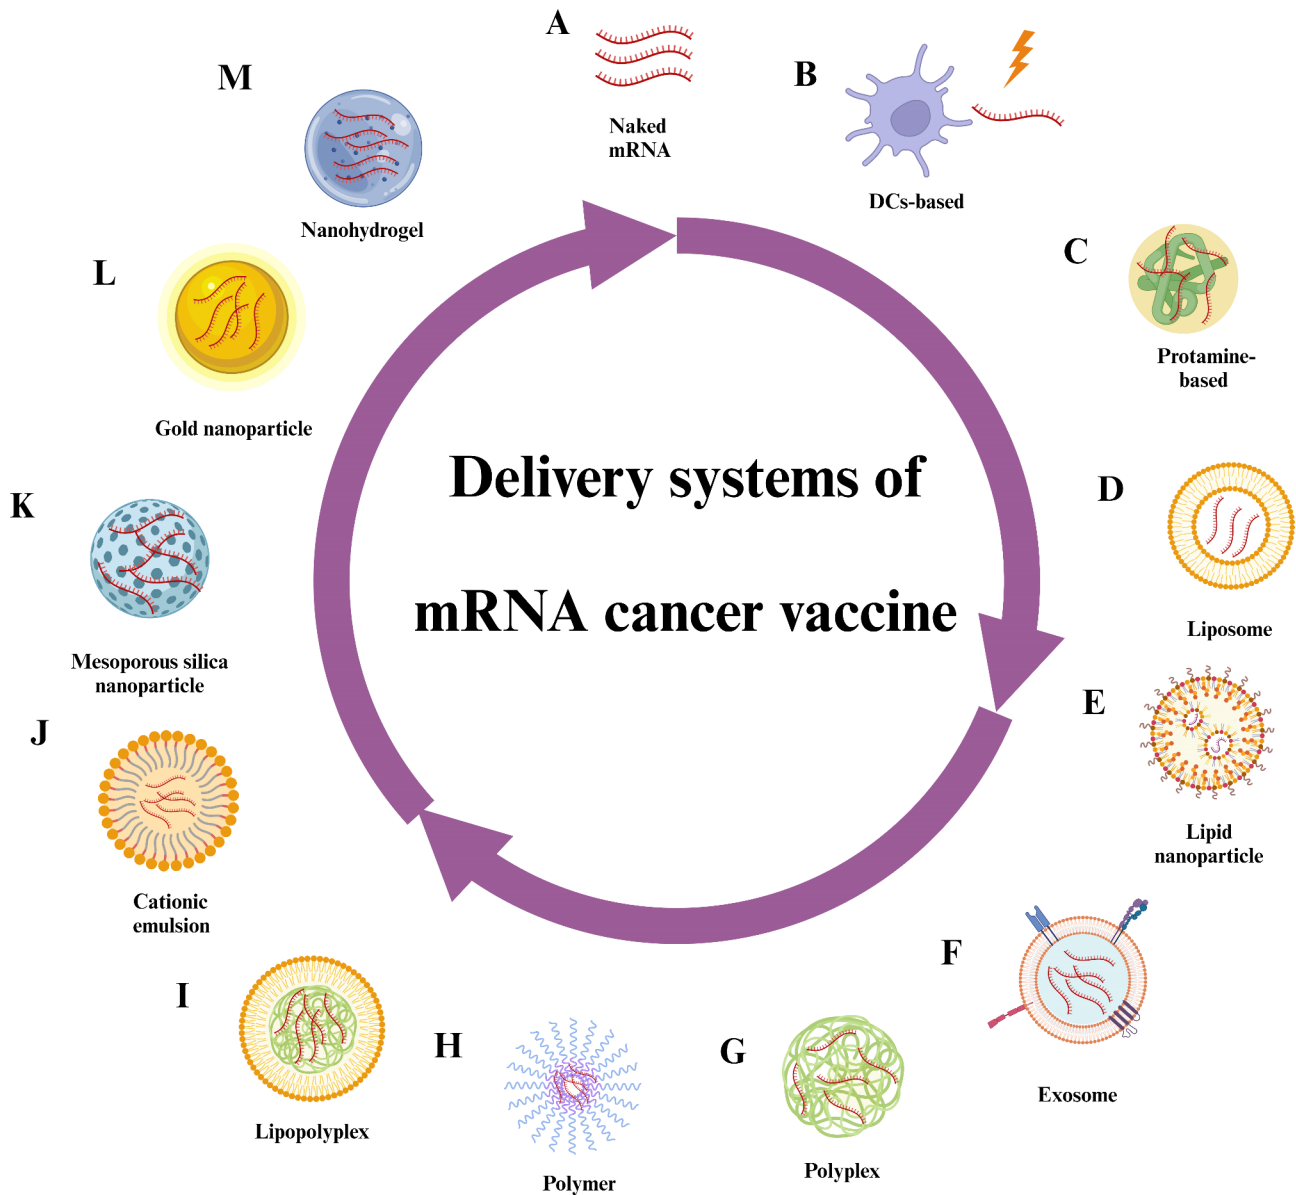 A
Naked
mRNA
B
DCs-based
C
Protamine-
based
D
Liposome
E
Lipid
nanoparticle
F
Exosome
G
Polyplex
H
Polymer
I
Lipopolyplex
J
Cationic
emulsion
K
Mesoporous silica
nanoparticle
L
Gold nanoparticle
M
Nanohydrogel
Delivery systems of
mRNA cancer vaccine